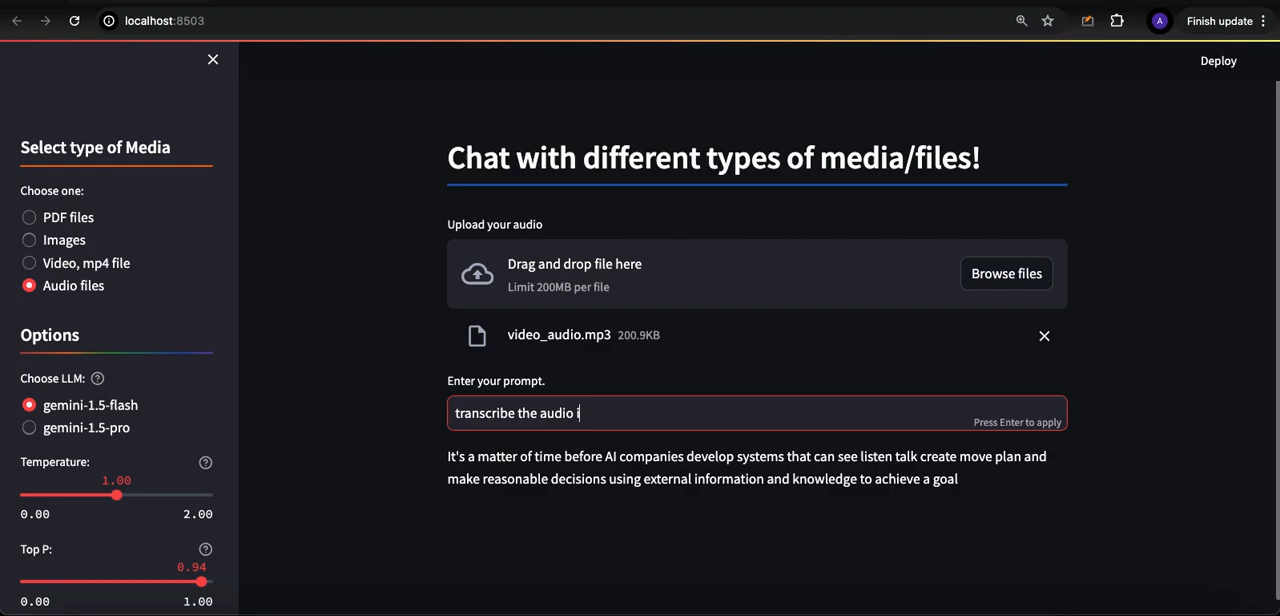 localhost:8503
A
Finish update
Deploy
Select type of Media
Choose one:
PDF files
Images
Video, mp4 file
Audio files
Options
Choose LLM:
gemini-1.5-flash
gemini-1.5-pro
Temperature:
1.00
0.00 2.00
Top P:
0.94
0.00 1.00
Chat with different types of media/files!
Upload your audio
Drag and drop file here
Limit 200MB per file
Browse files
video_audio.mp3 200.9KB
Enter your prompt.
transcribe the audio i
Press Enter to apply
It's a matter of time before AI companies develop systems that can see listen talk create move plan and
make reasonable decisions using external information and knowledge to achieve a goal